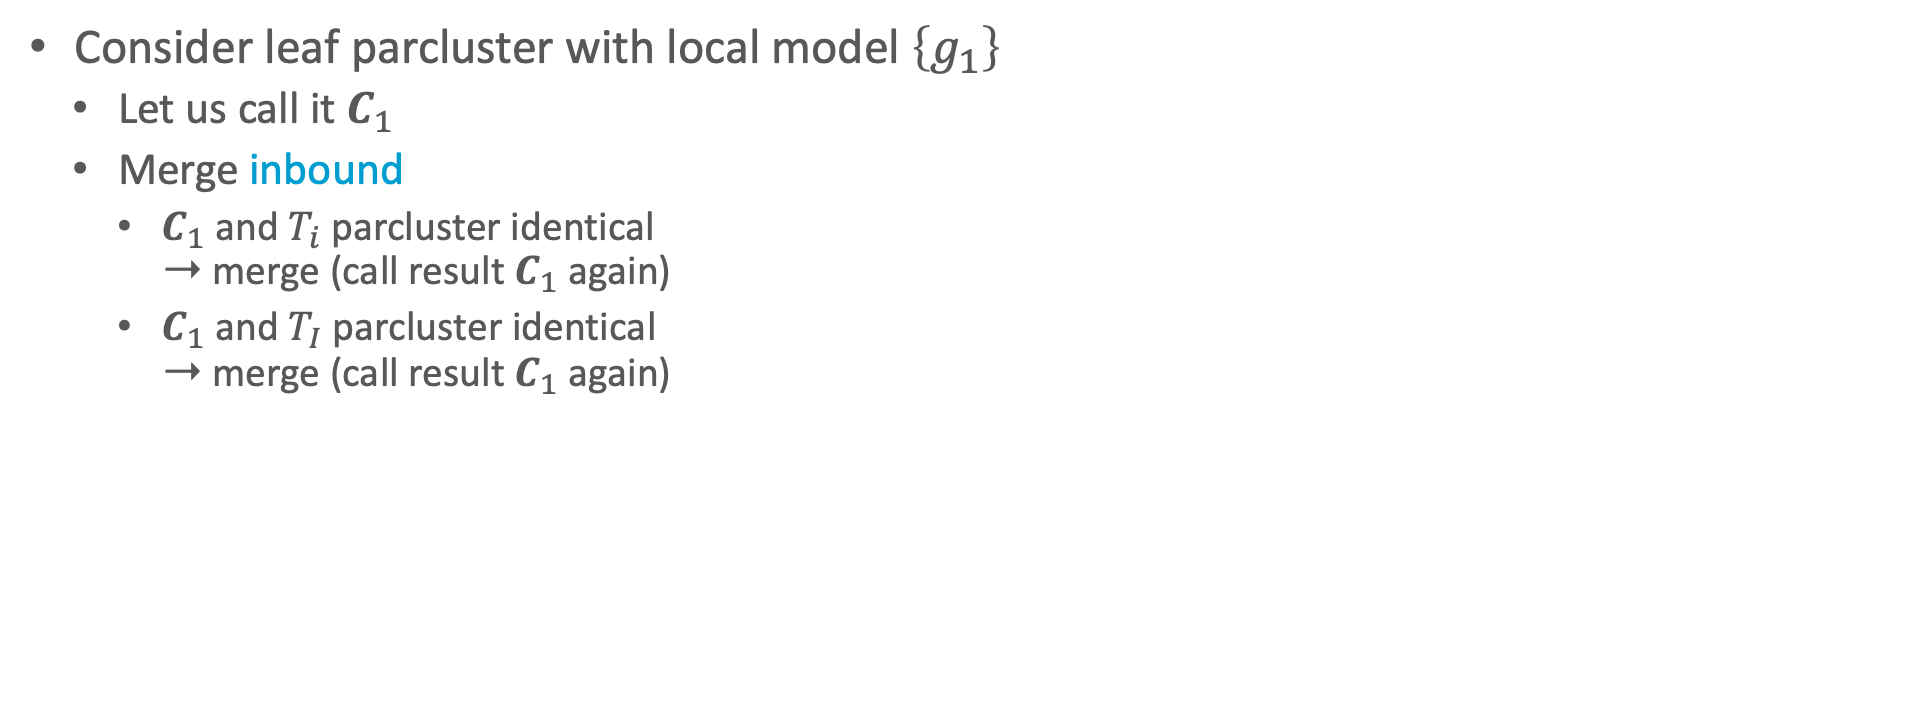 • Consider leaf parcluster with local model {g₁}
• Let us call it C₁
• Merge inbound
• C₁ and Tᵢ parcluster identical
→ merge (call result C₁ again)
• C₁ and T_I parcluster identical
→ merge (call result C₁ again)